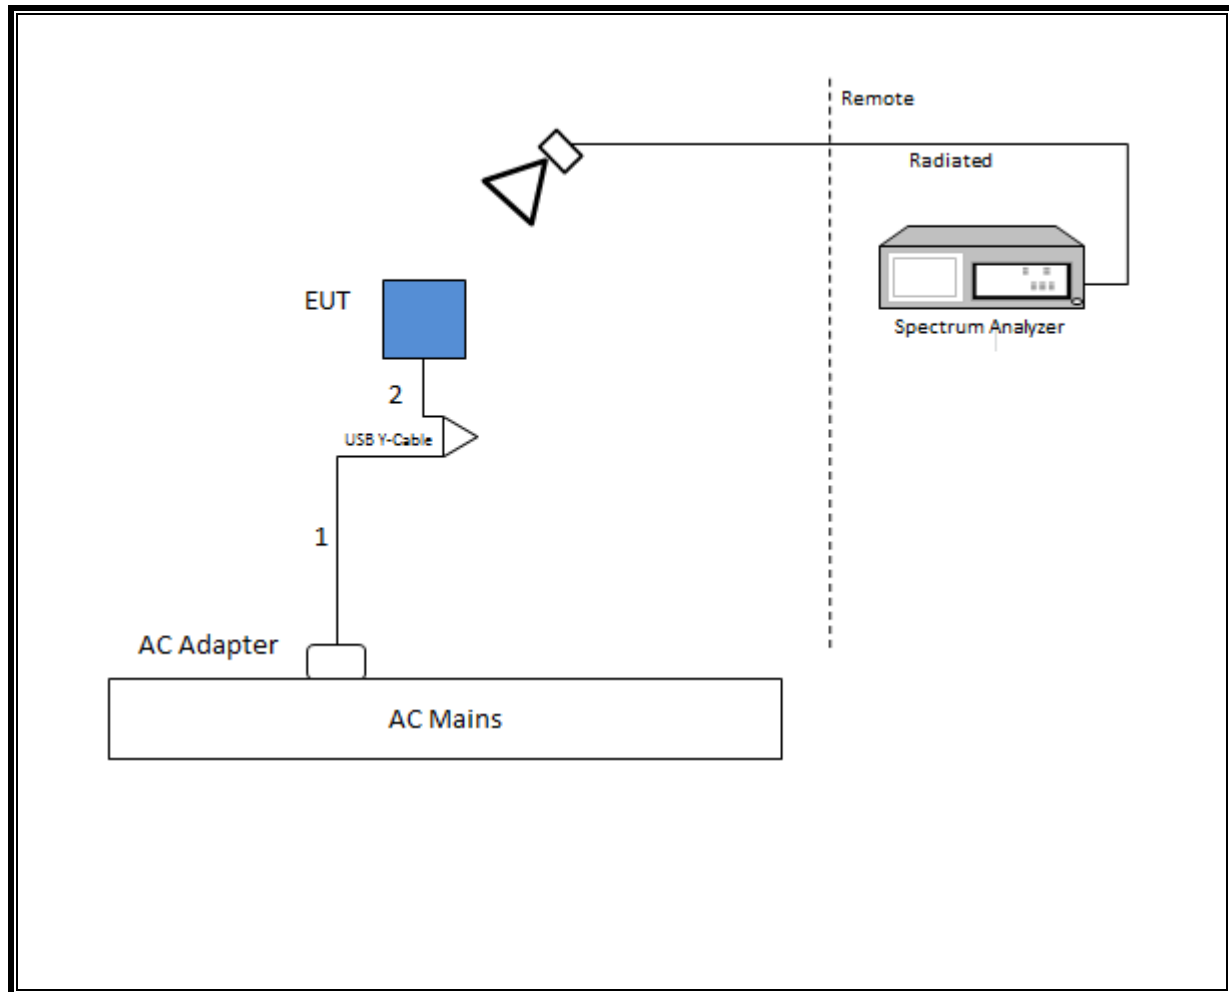 Remote
Radiated
EUT
Spectrum Analyzer
2
USB Y-Cable
1
AC Adapter
AC Mains